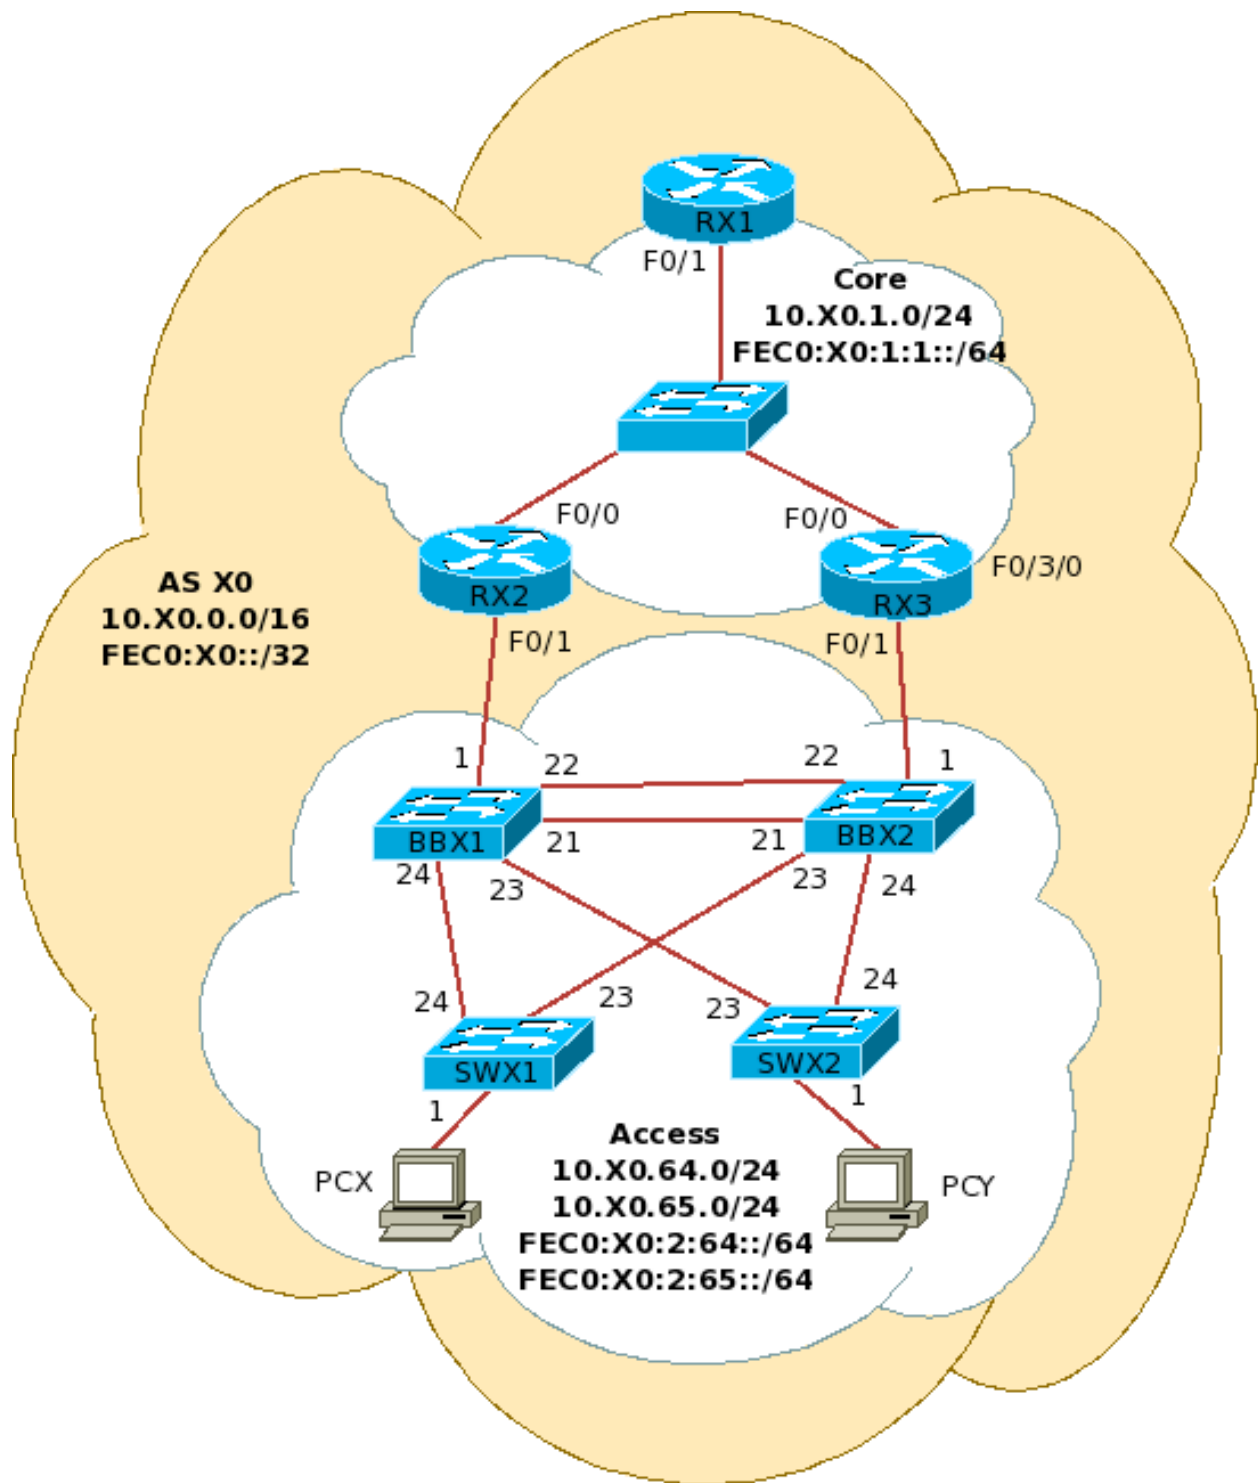 RX1
F0/1
Core
10.X0.1.0/24
FEC0:X0:1:1::/64
F0/0
F0/0
RX2
RX3
F0/3/0
AS X0
10.X0.0.0/16
FEC0:X0::/32
F0/1
F0/1
1
22
22
1
BBX1
21
21
BBX2
24
23
23
24
24
23
23
24
SWX1
SWX2
1
1
PCX
PCY
Access
10.X0.64.0/24
10.X0.65.0/24
FEC0:X0:2:64::/64
FEC0:X0:2:65::/64